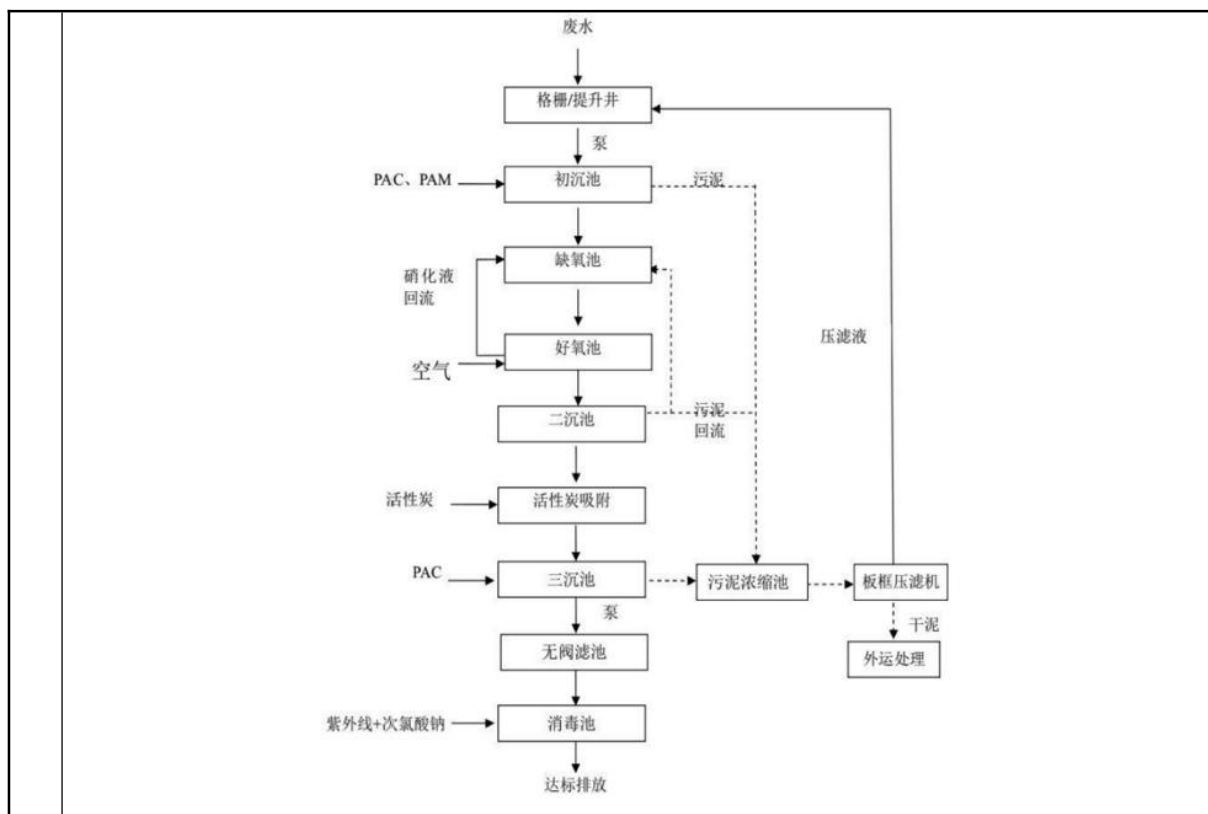 废水
格栅/提升井
泵
PAC、PAM
初沉池
污泥
缺氧池
硝化液
回流
好氧池
空气
压滤液
二沉池
污泥
回流
活性炭
活性炭吸附
PAC
三沉池
污泥浓缩池
板框压滤机
泵
干泥
无阀滤池
外运处理
紫外线+次氯酸钠
消毒池
达标排放